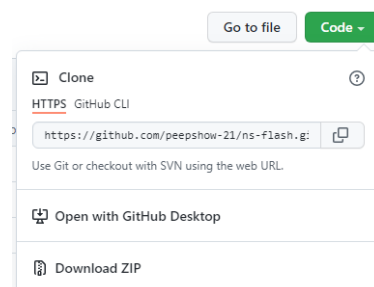 Go to file
Code
Clone
HTTPS GitHub CLI
https://github.com/peepshow-21/ns-flash.gi
Use Git or checkout with SVN using the web URL.
Open with GitHub Desktop
Download ZIP